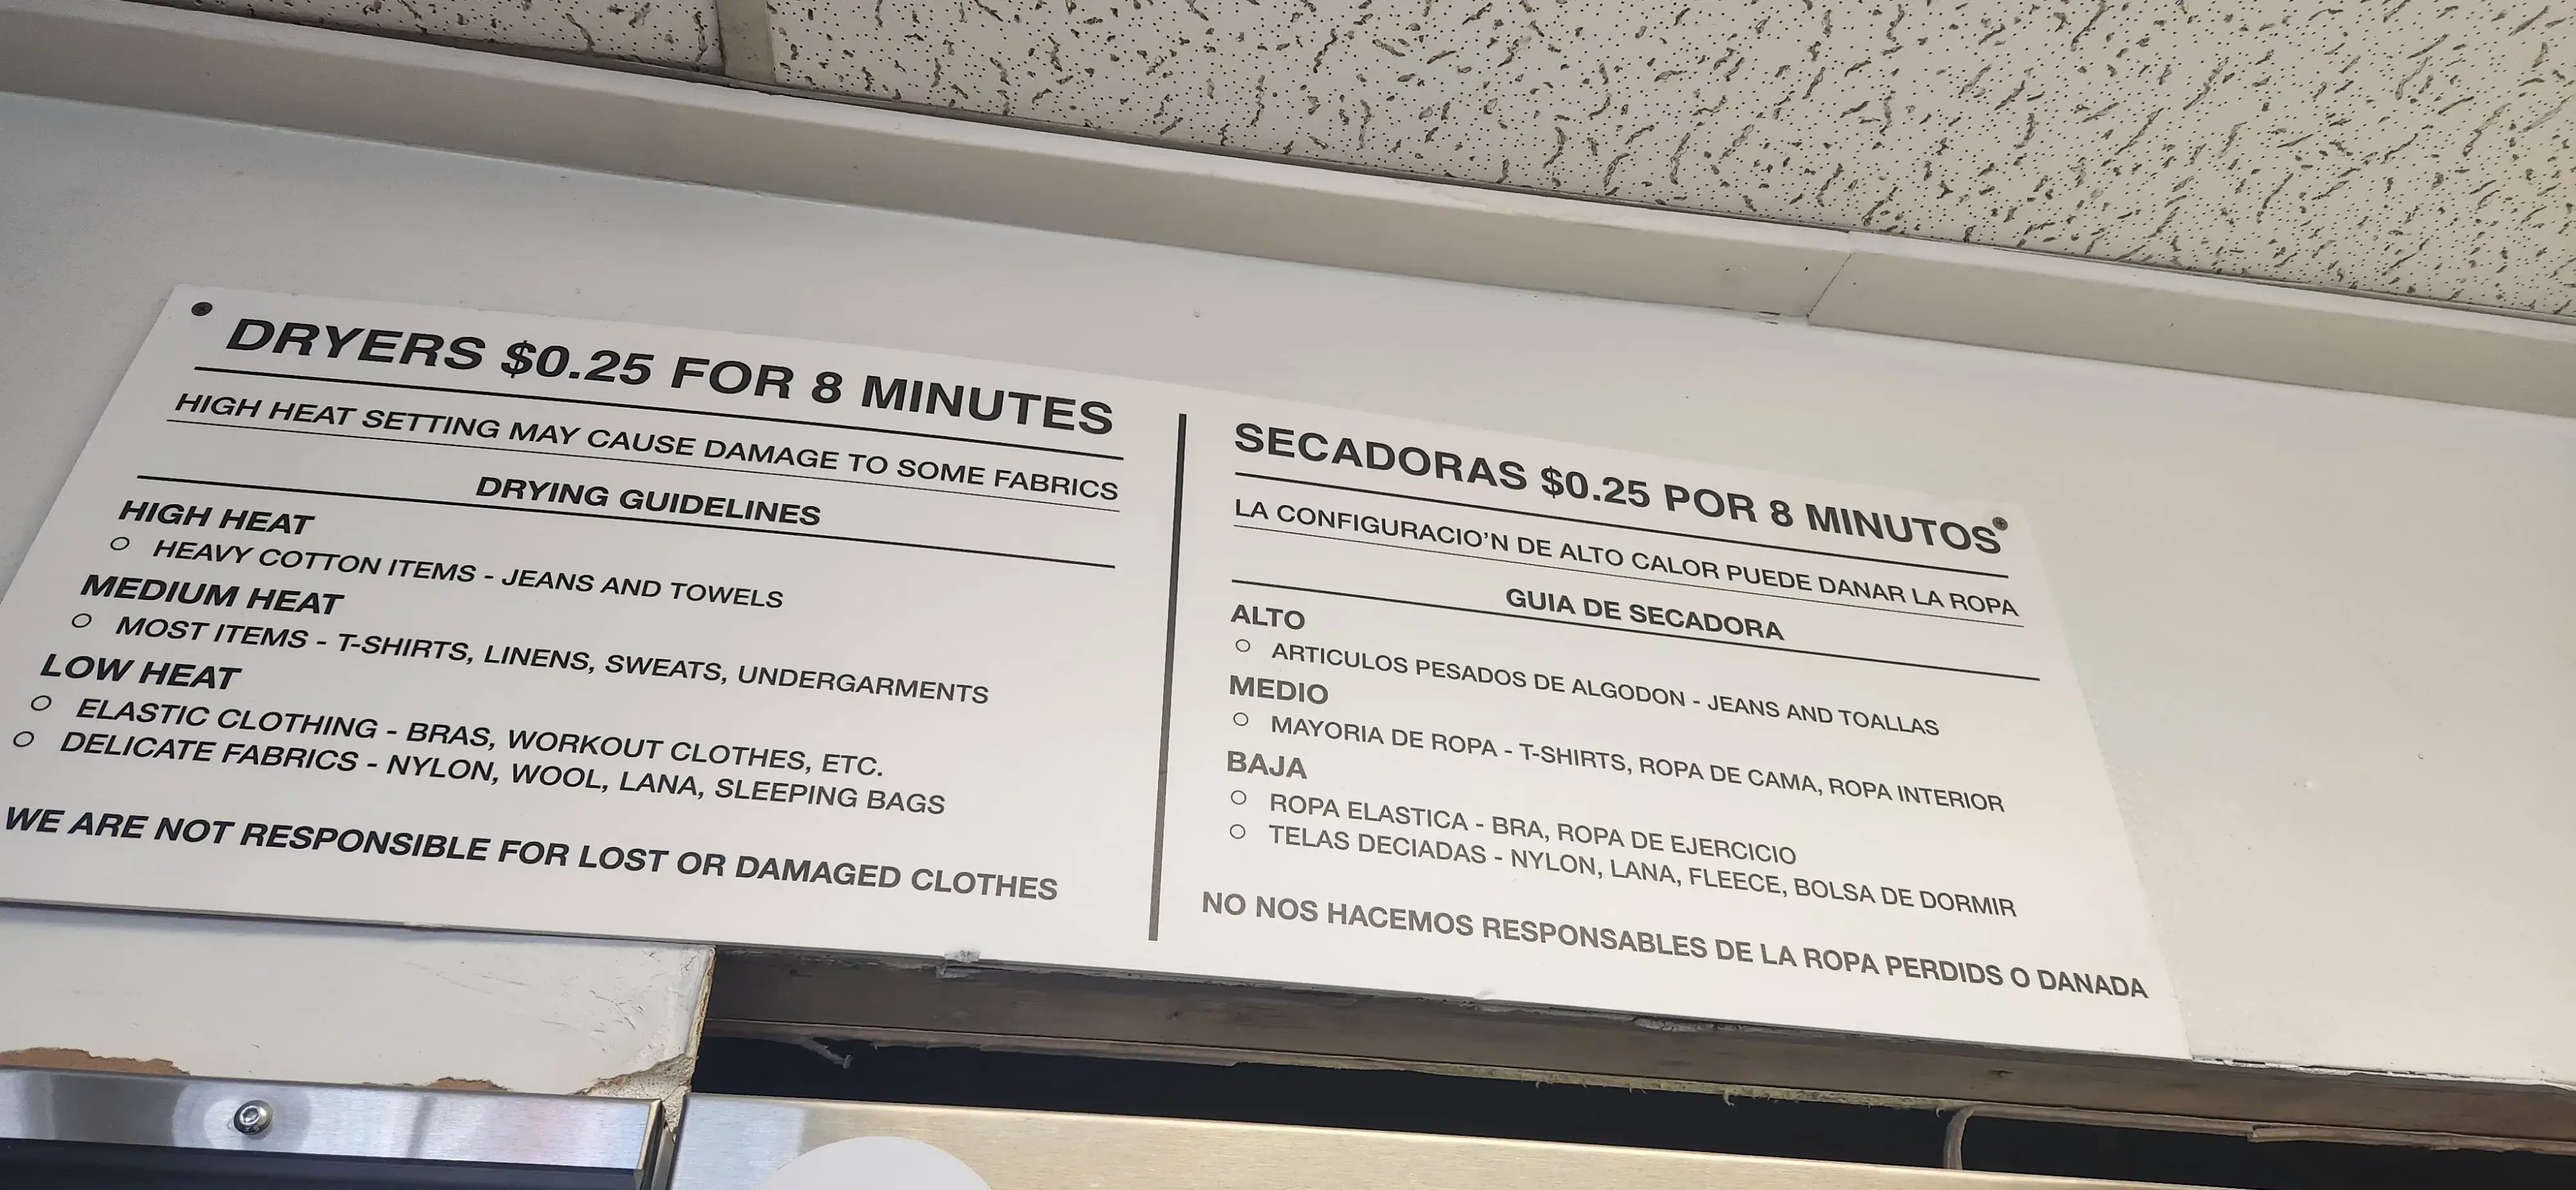 DRYERS $0.25 FOR 8 MINUTES
HIGH HEAT SETTING MAY CAUSE DAMAGE TO SOME FABRICS
DRYING GUIDELINES
HIGH HEAT
○ HEAVY COTTON ITEMS - JEANS AND TOWELS
MEDIUM HEAT
○ MOST ITEMS - T-SHIRTS, LINENS, SWEATS, UNDERGARMENTS
LOW HEAT
○ ELASTIC CLOTHING - BRAS, WORKOUT CLOTHES, ETC.
○ DELICATE FABRICS - NYLON, WOOL, LANA, SLEEPING BAGS
WE ARE NOT RESPONSIBLE FOR LOST OR DAMAGED CLOTHES
SECADORAS $0.25 POR 8 MINUTOS
LA CONFIGURACIO'N DE ALTO CALOR PUEDE DANAR LA ROPA
GUIA DE SECADORA
ALTO
○ ARTICULOS PESADOS DE ALGODON - JEANS AND TOALLAS
MEDIO
○ MAYORIA DE ROPA - T-SHIRTS, ROPA DE CAMA, ROPA INTERIOR
BAJA
○ ROPA ELASTICA - BRA, ROPA DE EJERCICIO
○ TELAS DECIADAS - NYLON, LANA, FLEECE, BOLSA DE DORMIR
NO NOS HACEMOS RESPONSABLES DE LA ROPA PERDIDS O DANADA